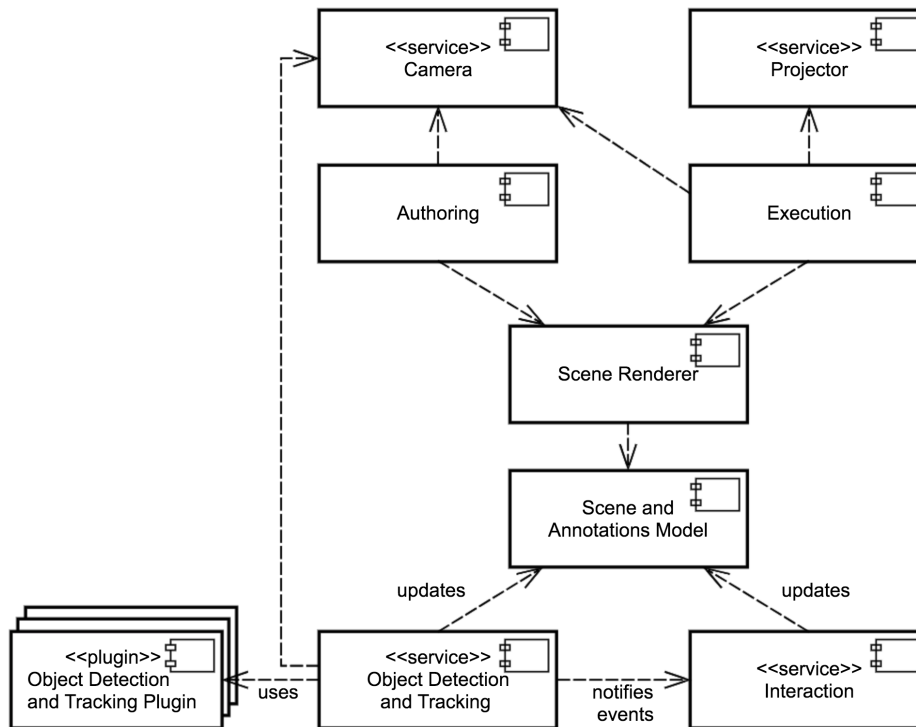 <<service>>
Camera
<<service>>
Projector
Authoring
Execution
Scene Renderer
Scene and
Annotations Model
updates
updates
<<plugin>>
Object Detection
and Tracking Plugin
uses
<<service>>
Object Detection
and Tracking
notifies
events
<<service>>
Interaction